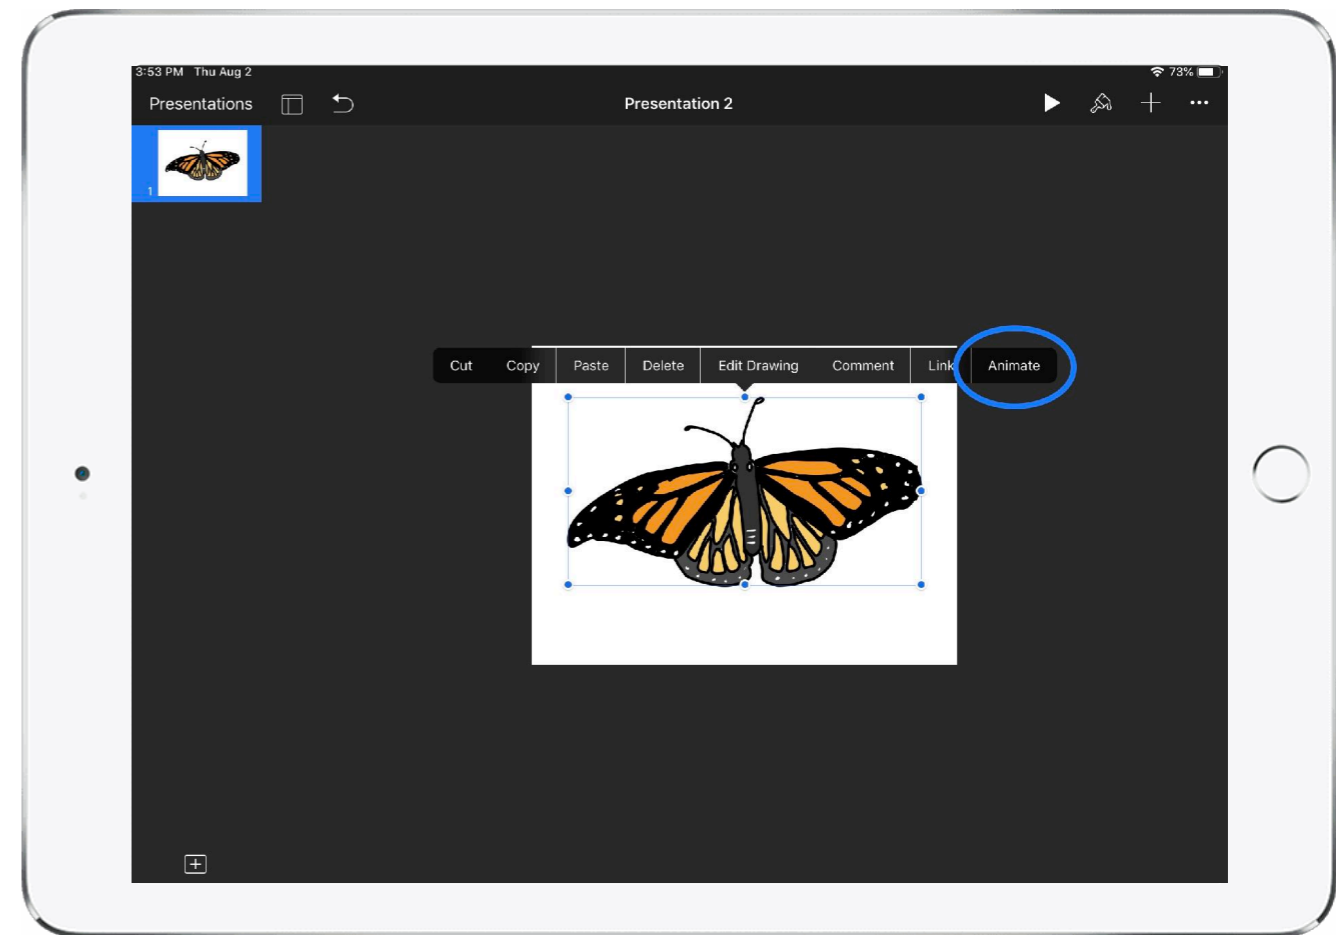 3:53 PM Thu Aug 2 73%
Presentations Presentation 2
1
Cut Copy Paste Delete Edit Drawing Comment Link Animate